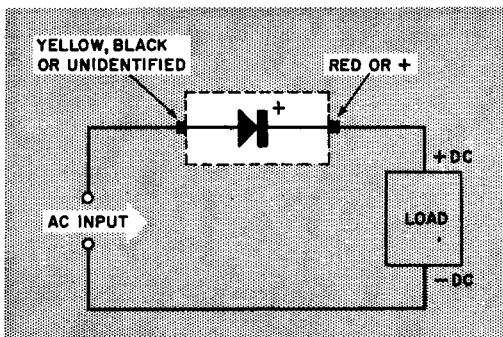 YELLOW, BLACK
OR UNIDENTIFIED
RED OR +
+
+DC
AC INPUT
LOAD
-DC